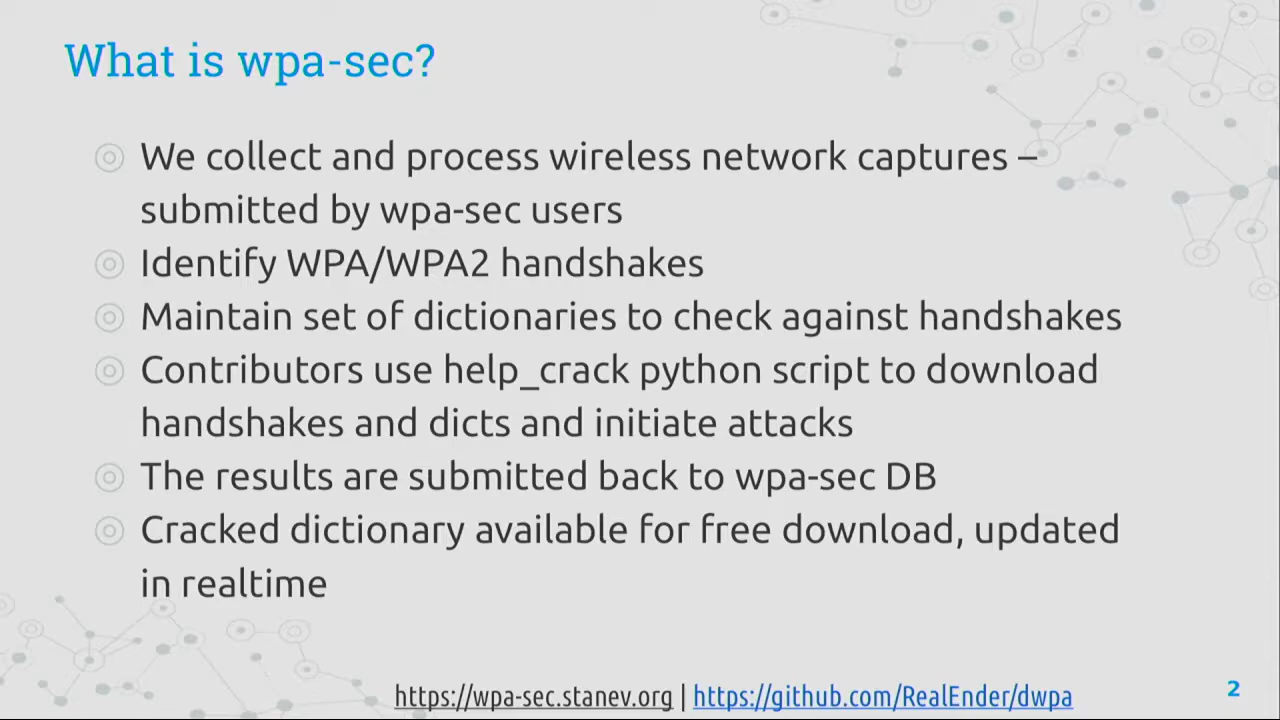 What is wpa-sec?
We collect and process wireless network captures –
submitted by wpa-sec users
Identify WPA/WPA2 handshakes
Maintain set of dictionaries to check against handshakes
Contributors use help_crack python script to download
handshakes and dicts and initiate attacks
The results are submitted back to wpa-sec DB
Cracked dictionary available for free download, updated
in realtime
https://wpa-sec.stanev.org | https://github.com/RealEnder/dwpa
2